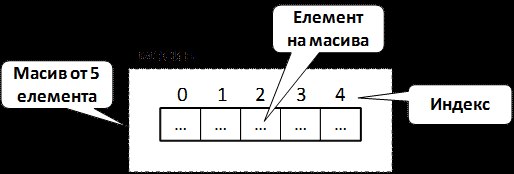 Елемент
на масива
Масив от 5
елемента
0 1 2 3 4
Индекс
... ... ... ... ...